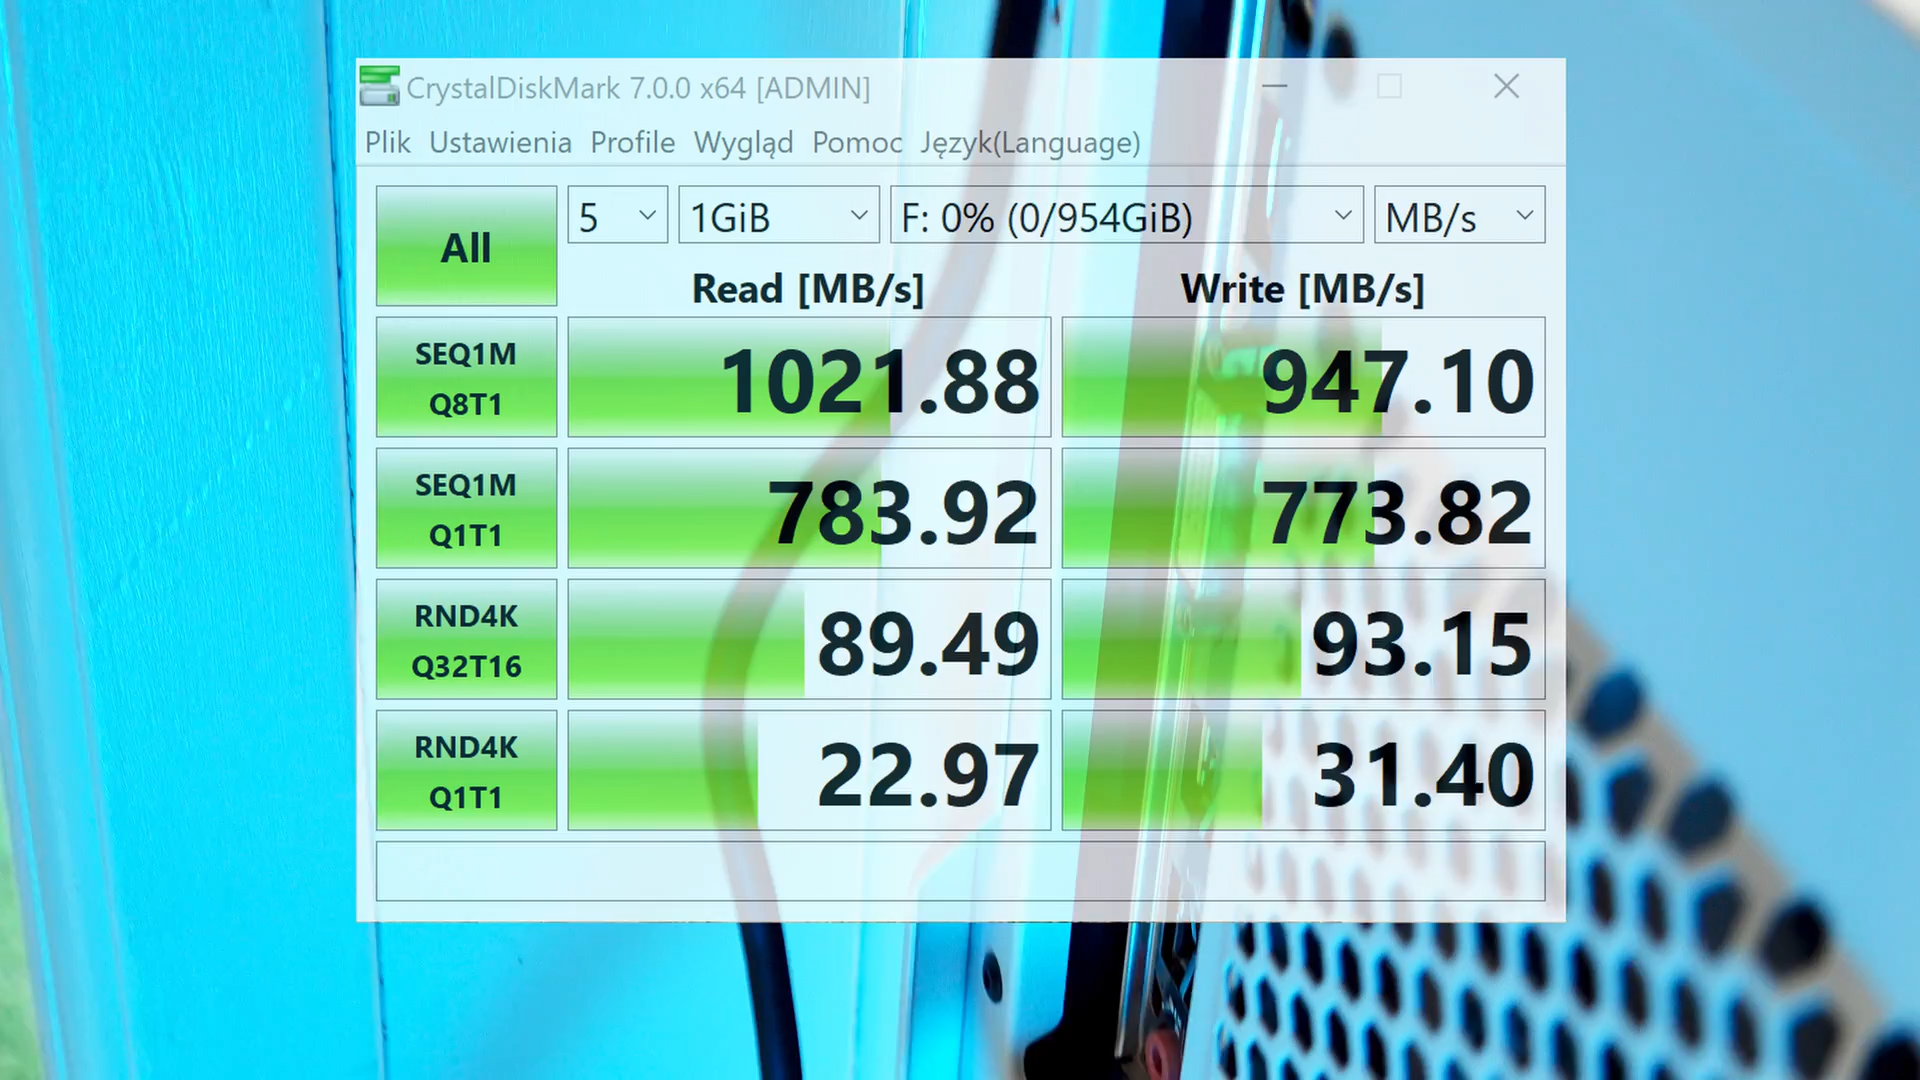 CrystalDiskMark 7.0.0 x64 [ADMIN]
Plik Ustawienia Profile Wygląd Pomoc Język(Language)
All
5 1GiB F: 0% (0/954GiB) MB/s
Read [MB/s] Write [MB/s]
SEQ1M
Q8T1
1021.88 947.10
SEQ1M
Q1T1
783.92 773.82
RND4K
Q32T16
89.49 93.15
RND4K
Q1T1
22.97 31.40